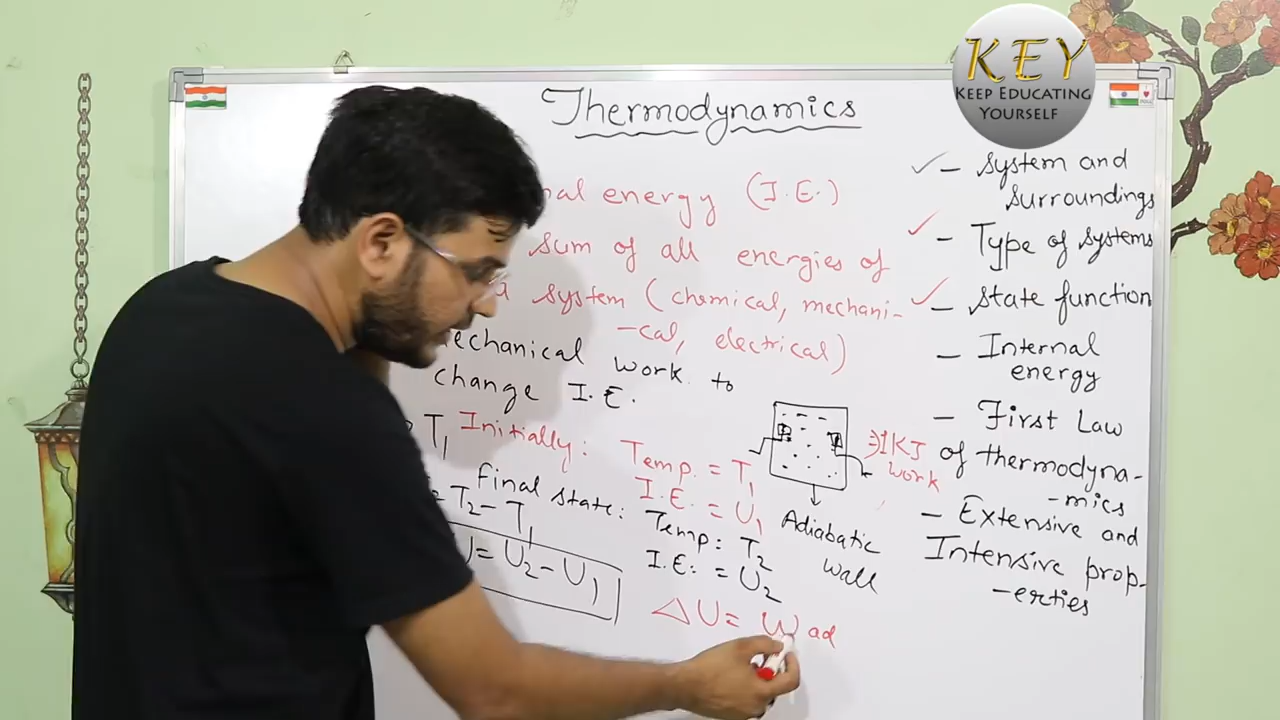 KEY
KEEP EDUCATING
YOURSELF
Thermodynamics
energy (I.E.)
sum of all energies of
a system (chemical, mechani-
-cal, electrical)
work to
change I.E.
T1
Initially: Temp. = T1
I.E. = U1
= T2 - T1
final state: Temp: T2
I.E: = U2
= U2 - U1
ΔU = Wad
1KJ
work
Adiabatic
wall
✓ - System and
surroundings
✓ - Type of systems
✓ - State function
- Internal
energy
- First Law
of thermodyna-
-mics
- Extensive and
Intensive prop-
-erties